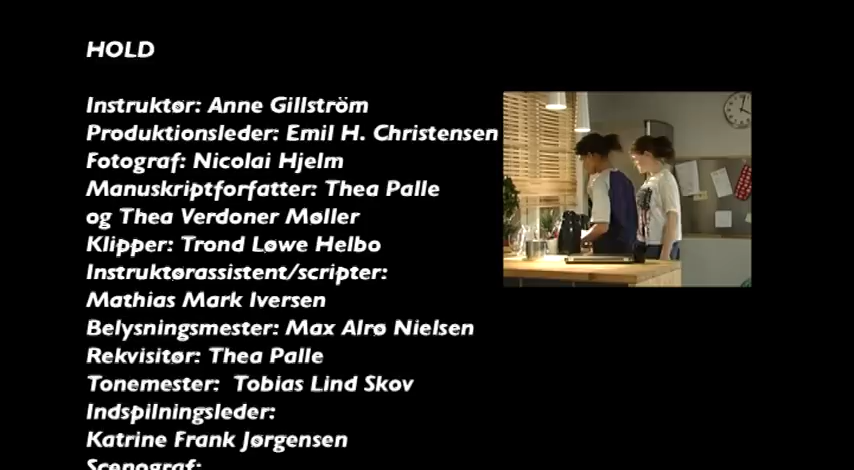 HOLD
Instruktør: Anne Gillström
Produktionsleder: Emil H. Christensen
Fotograf: Nicolai Hjelm
Manuskriptforfatter: Thea Palle
og Thea Verdoner Møller
Klipper: Trond Løwe Helbo
Instruktørassistent/scripter:
Mathias Mark Iversen
Belysningsmester: Max Alrø Nielsen
Rekvisitør: Thea Palle
Tonemester: Tobias Lind Skov
Indspilningsleder:
Katrine Frank Jørgensen
Scenograf: